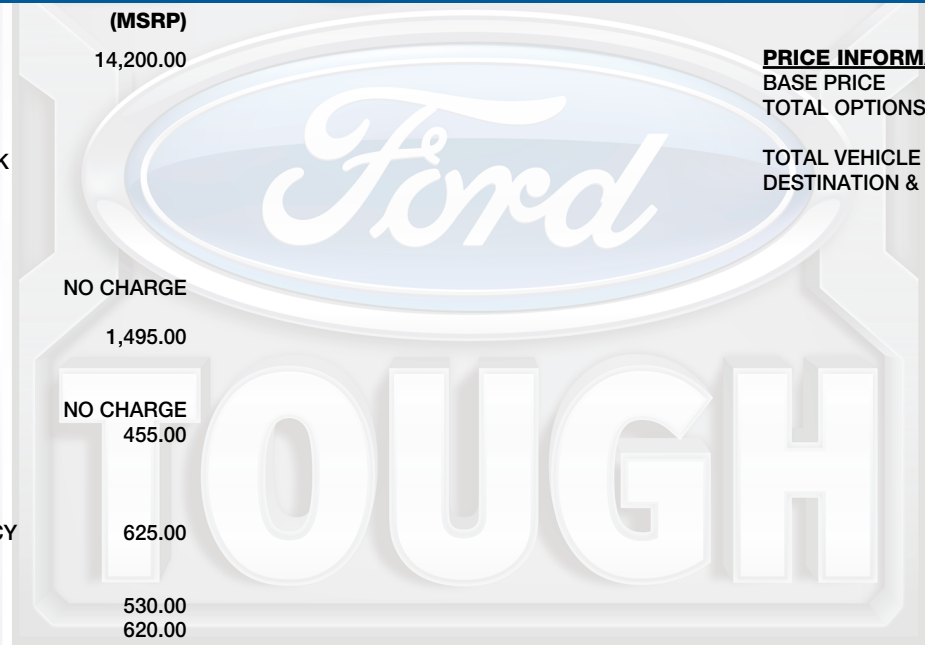 (MSRP)
14,200.00
PRICE INFORM
BASE PRICE
TOTAL OPTIONS
TOTAL VEHICLE
DESTINATION &
K
NO CHARGE
1,495.00
NO CHARGE
455.00
CY 625.00
530.00
620.00
Ford
TOUGH